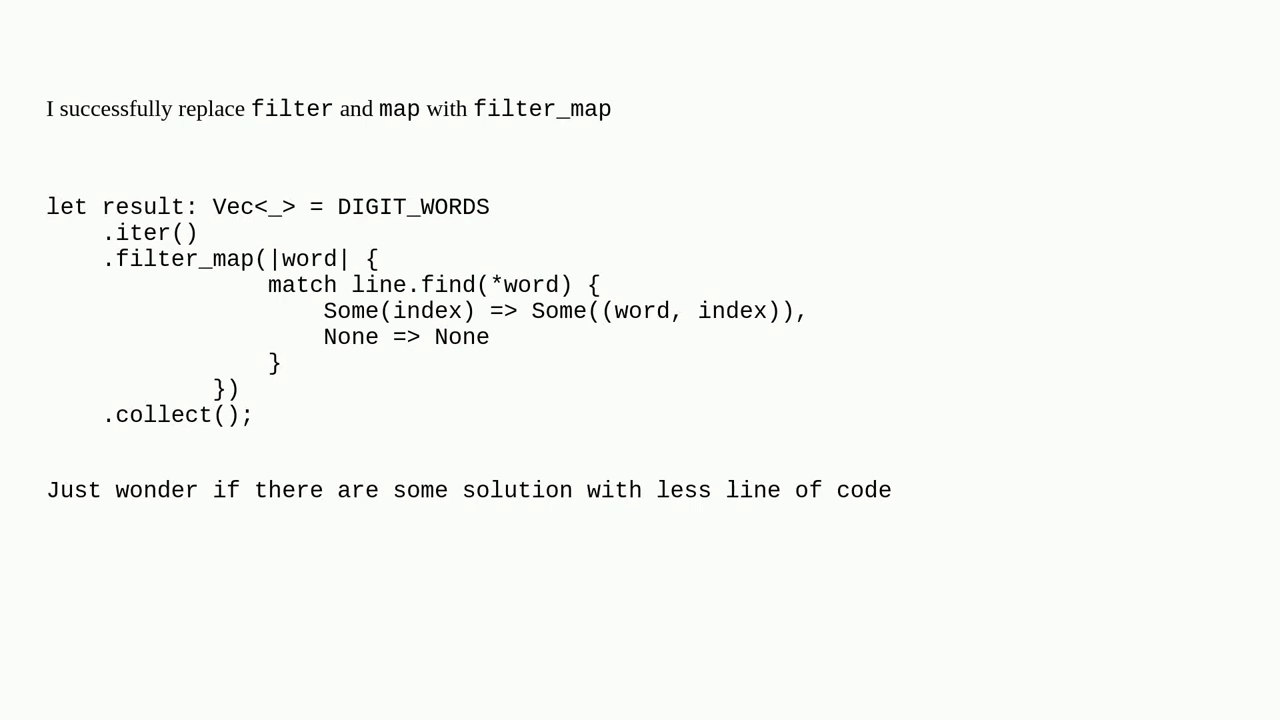 I successfully replace filter and map with filter_map
let result: Vec<_> = DIGIT_WORDS
    .iter()
    .filter_map(|word| {
                match line.find(*word) {
                    Some(index) => Some((word, index)),
                    None => None
                }
            })
    .collect();
Just wonder if there are some solution with less line of code